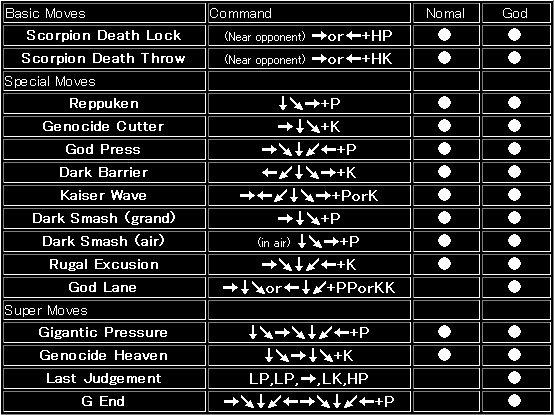 Basic Moves Command Nomal God
Scorpion Death Lock (Near opponent) →or←+HP ● ●
Scorpion Death Throw (Near opponent) →or←+HK ● ●
Special Moves
Reppuken ↓↘→+P ● ●
Genocide Cutter →↓↘+K ● ●
God Press →↘↓↙←+P ● ●
Dark Barrier ←↙↓↘→+K ● ●
Kaiser Wave →←↙↓↘→+PorK ● ●
Dark Smash (grand) →↓↘+P ● ●
Dark Smash (air) (in air) ↓↘→+P ● ●
Rugal Excusion →↘↓↙←+K ● ●
God Lane →↓↘or←↓↙+PPorKK ●
Super Moves
Gigantic Pressure ↓↘→↘↓↙←+P ● ●
Genocide Heaven ↓↘→↓↘+K ● ●
Last Judgement LP,LP,→,LK,HP ●
G End →↘↓↙←→↘↓↙←+P ●